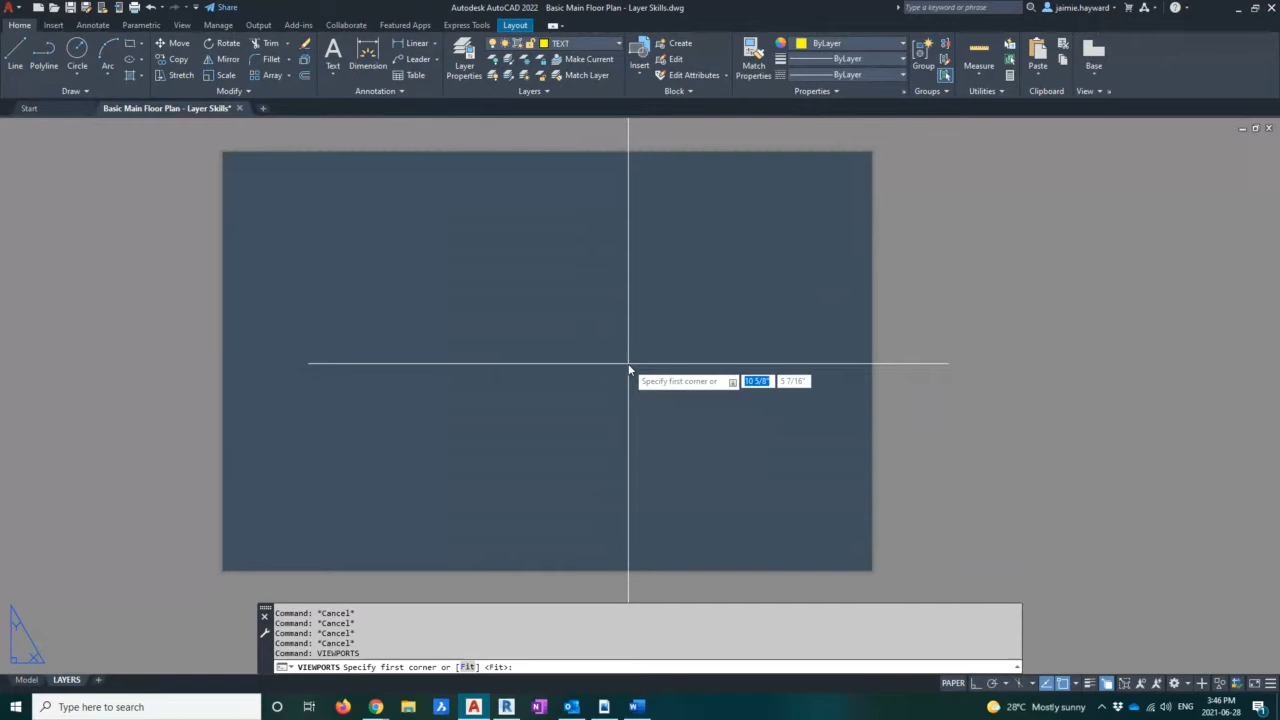 Share
Autodesk AutoCAD 2022 Basic Main Floor Plan - Layer Skills.dwg
Type a keyword or phrase
jaimie.hayward
Home Insert Annotate Parametric View Manage Output Add-ins Collaborate Featured Apps Express Tools Layout
Line Polyline Circle Arc
Move Rotate Trim
Copy Mirror Fillet
Stretch Scale Array
Text Dimension
Linear
Leader
Table
Layer
Properties
TEXT
Make Current
Match Layer
Insert
Create
Edit
Edit Attributes
Match
Properties
ByLayer
ByLayer
ByLayer
Group
Measure
Paste
Base
Draw Modify Annotation Layers Block Properties Groups Utilities Clipboard View
Start Basic Main Floor Plan - Layer Skills*
Specify first corner or 10 5/8" 5 7/16"
Y
X
Command: *Cancel*
Command: *Cancel*
Command: *Cancel*
Command: *Cancel*
Command: VIEWPORTS
VIEWPORTS Specify first corner or [Fit] <Fit>:
Model LAYERS
PAPER
Type here to search
28°C Mostly sunny
ENG
3:46 PM
2021-06-28